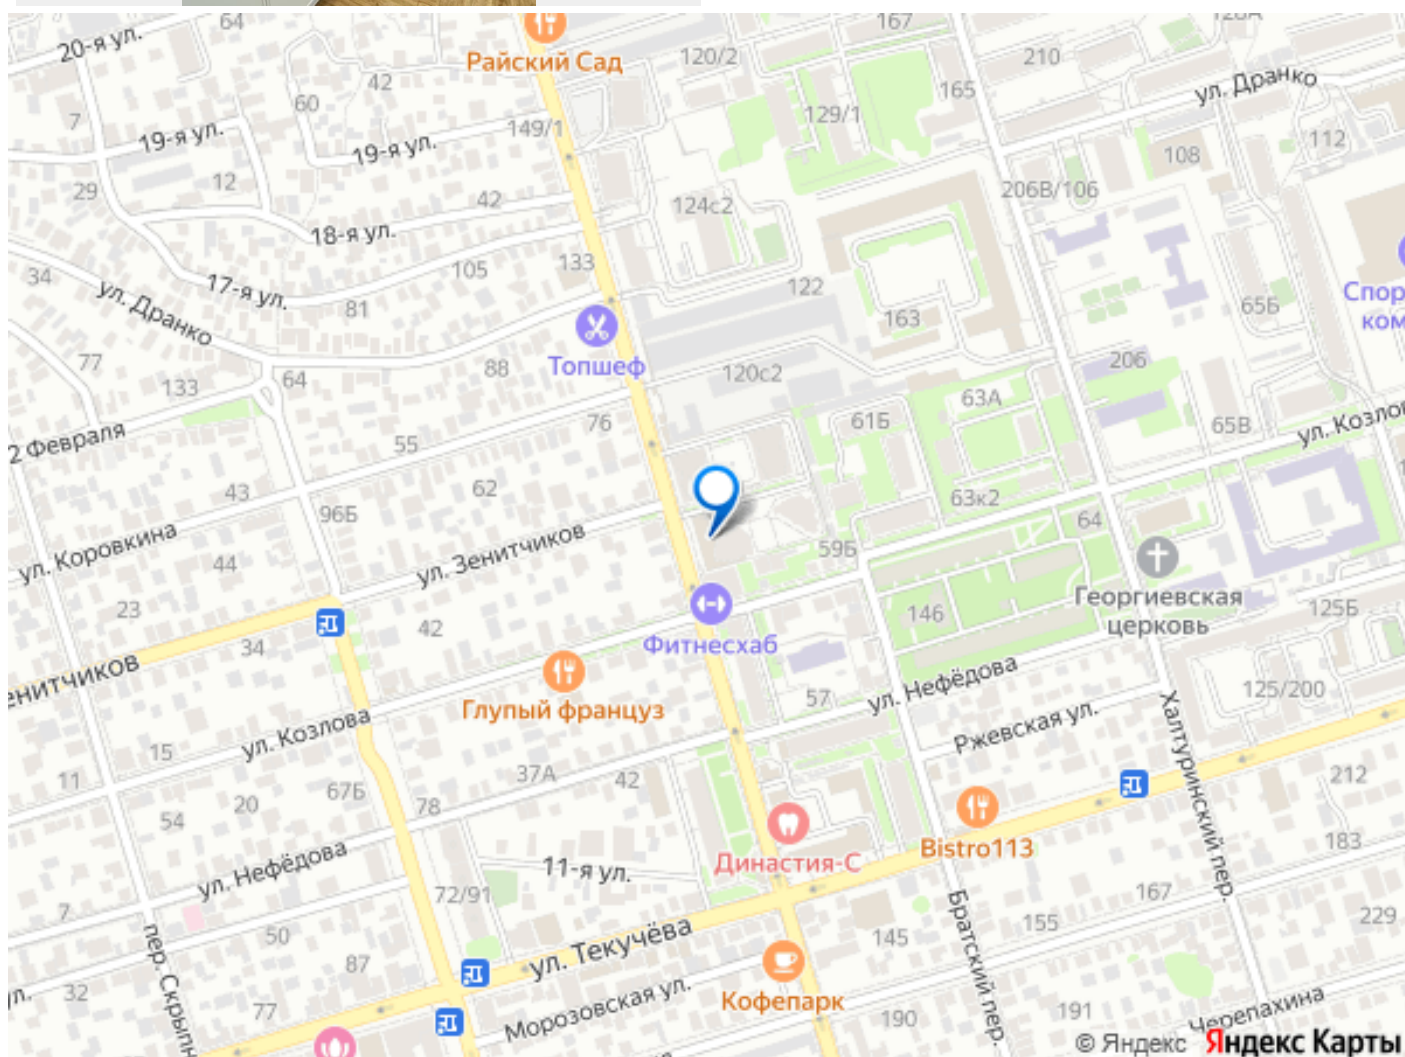 64
20-я ул.
Райский Сад
120/2
167
128А
210
42
60
7
19-я ул.
149/1
19-я ул.
129/1
165
ул. Дранко
108
112
29
12
42
124с2
206В/106
18-я ул.
34
17-я ул.
105
133
81
122
163
65Б
Спор
ком
ул. Дранко
77
133
64
88
Топшеф
120с2
206
2 Февраля
55
76
61Б
63А
65В
ул. Козлов
43
62
96Б
63к2
64
ул. Коровкина
ул. Зенитчиков
59Б
44
23
42
34
146
Георгиевская
церковь
125Б
Фитнесхаб
енитчиков
Глупый француз
57
ул. Нефёдова
125/200
ул. Козлова
15
11
Ржевская ул.
Халтуринский пер.
37А
42
67Б
20
54
78
212
183
Династия-С
Bistro113
ул. Нефёдова
11-я ул.
72/91
7
167
155
229
50
87
пер. Скрыпн
ул. Текучёва
145
Братский пер.
Кофепарк
л.
32
77
Морозовская ул.
190
191
Черепахина
© Яндекс Яндекс Карты